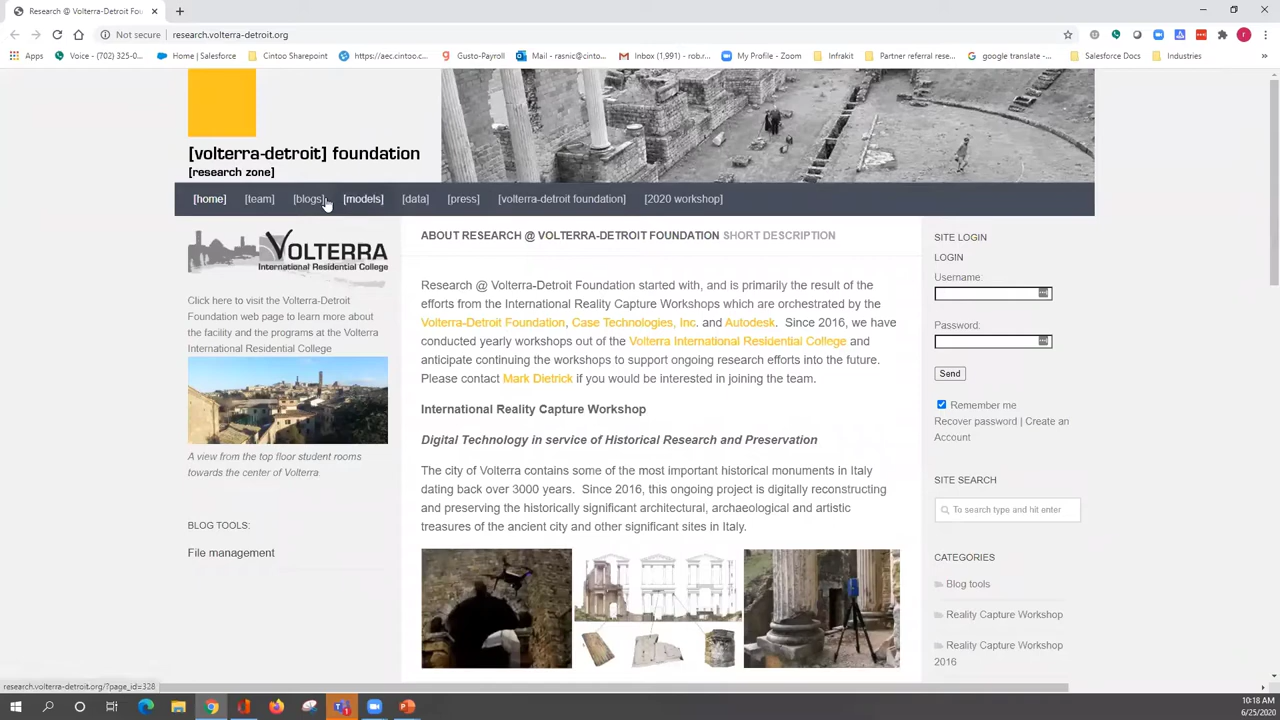 Research @ Volterra-Detroit Fou
Not secure | research.volterra-detroit.org
Apps Voice - (702) 325-0... Home | Salesforce Cintoo Sharepoint https://aec.cintoo.c... Gusto-Payroll Mail - rasnic@cinto... Inbox (1,991) - rob.r... My Profile - Zoom Infrakit Partner referral rese... google translate -... Salesforce Docs Industries
[volterra-detroit] foundation
[research zone]
[home] [team] [blogs] [models] [data] [press] [volterra-detroit foundation] [2020 workshop]
VOLTERRA
International Residential College
Click here to visit the Volterra-Detroit
Foundation web page to learn more about
the facility and the programs at the Volterra
International Residential College
A view from the top floor student rooms
towards the center of Volterra.
BLOG TOOLS:
File management
ABOUT RESEARCH @ VOLTERRA-DETROIT FOUNDATION SHORT DESCRIPTION
Research @ Volterra-Detroit Foundation started with, and is primarily the result of the
efforts from the International Reality Capture Workshops which are orchestrated by the
Volterra-Detroit Foundation, Case Technologies, Inc. and Autodesk. Since 2016, we have
conducted yearly workshops out of the Volterra International Residential College and
anticipate continuing the workshops to support ongoing research efforts into the future.
Please contact Mark Dietrick if you would be interested in joining the team.
International Reality Capture Workshop
Digital Technology in service of Historical Research and Preservation
The city of Volterra contains some of the most important historical monuments in Italy
dating back over 3000 years. Since 2016, this ongoing project is digitally reconstructing
and preserving the historically significant architectural, archaeological and artistic
treasures of the ancient city and other significant sites in Italy.
SITE LOGIN
LOGIN
Username:
Password:
Send
Remember me
Recover password | Create an
Account
SITE SEARCH
To search type and hit enter
CATEGORIES
Blog tools
Reality Capture Workshop
Reality Capture Workshop
2016
research.volterra-detroit.org/?page_id=328
10:18 AM
6/25/2020